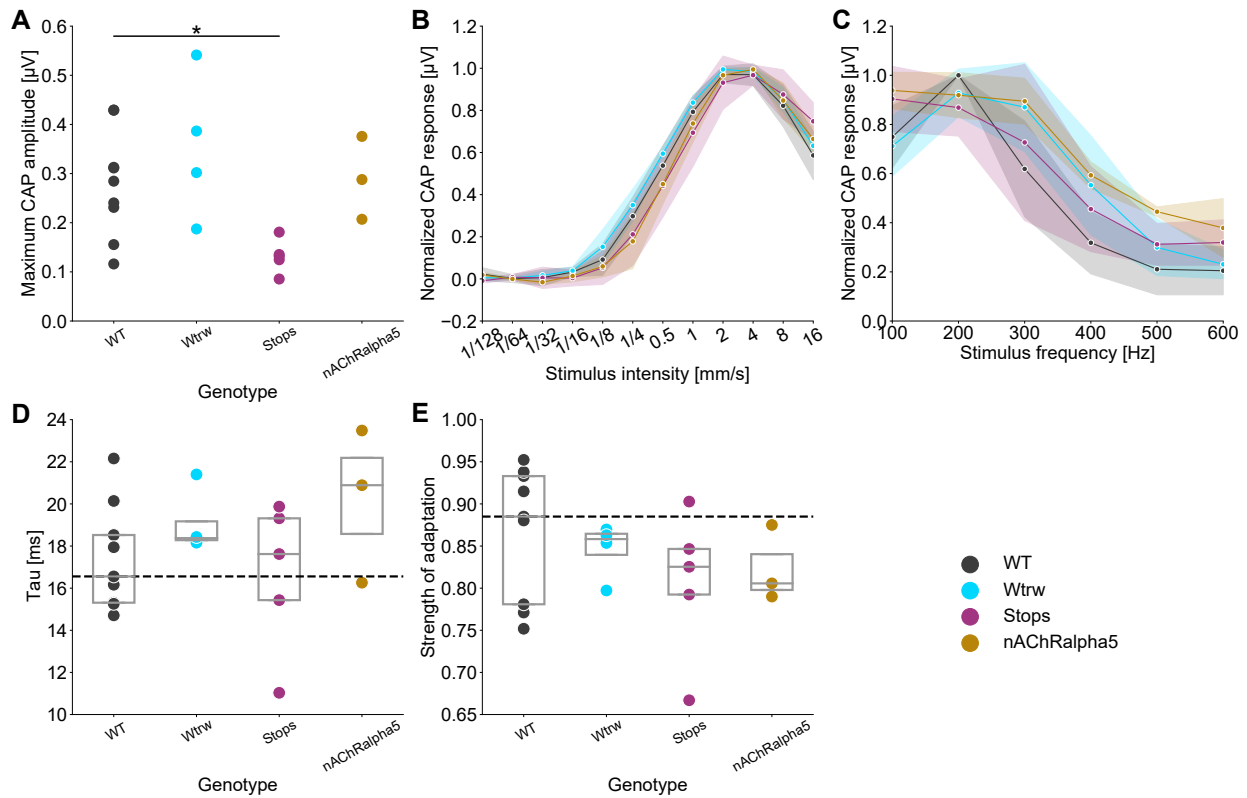 A
B
C
*
Maximum CAP amplitude [µV]
0.6
0.5
0.4
0.3
0.2
0.1
0.0
WT
Wtrw
Stops
nAChRalpha5
Genotype
Normalized CAP response [µV]
1.2
1.0
0.8
0.6
0.4
0.2
0.0
−0.2
1/128
1/64
1/32
1/16
1/8
1/4
0.5
1
2
4
8
16
Stimulus intensity [mm/s]
Normalized CAP response [µV]
1.2
1.0
0.8
0.6
0.4
0.2
0.0
100
200
300
400
500
600
Stimulus frequency [Hz]
D
E
Tau [ms]
24
22
20
18
16
14
12
10
WT
Wtrw
Stops
nAChRalpha5
Genotype
Strength of adaptation
1.00
0.95
0.90
0.85
0.80
0.75
0.70
0.65
WT
Wtrw
Stops
nAChRalpha5
Genotype
WT
Wtrw
Stops
nAChRalpha5